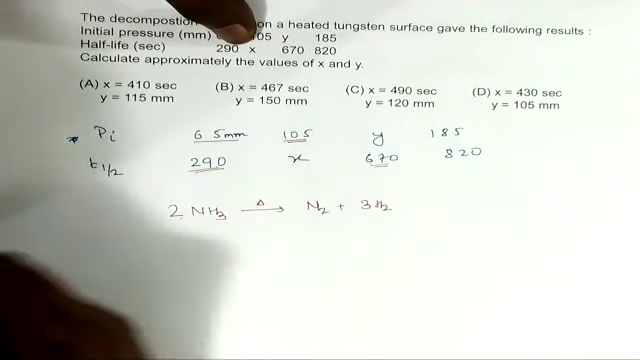 The decompostion on a heated tungsten surface gave the following results :
Initial pressure (mm) 105 y 185
Half-life (sec) 290 x 670 820
Calculate approximately the values of x and y.
(A) x = 410 sec (B) x = 467 sec (C) x = 490 sec (D) x = 430 sec
y = 115 mm y = 150 mm y = 120 mm y = 105 mm
* Pi 65mm 105 y 185
t1/2 290 x 670 820
2 NH3 —Δ→ N2 + 3H2